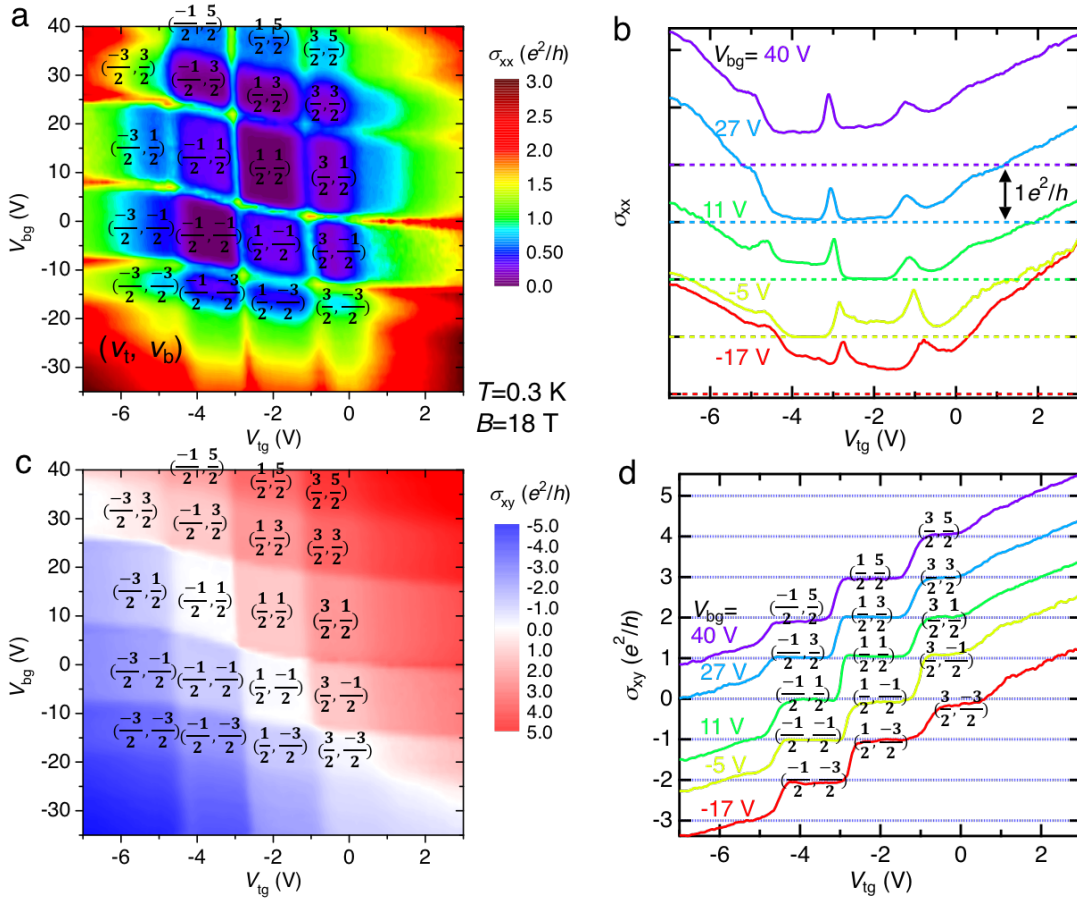 a
σxx (e²/h)
3.0
2.5
2.0
1.5
1.0
0.50
0.0
40
30
20
10
0
-10
20
30
Vbg (V)
(-1/2, 5/2) (1/2, 5/2) (3/2, 5/2)
(-3/2, 3/2) (-1/2, 3/2) (1/2, 3/2) (3/2, 3/2)
(-3/2, 1/2) (-1/2, 1/2) (1/2, 1/2) (3/2, 1/2)
(-3/2, -1/2) (-1/2, -1/2) (1/2, -1/2) (3/2, -1/2)
(-3/2, -3/2) (-1/2, -3/2) (1/2, -3/2) (3/2, -3/2)
(νt, νb)
-6 -4 -2 0 2
Vtg (V)
T=0.3 K
B=18 T
b
Vbg= 40 V
27 V
11 V
-5 V
-17 V
1e²/h
σxx
-6 -4 -2 0 2
Vtg (V)
c
σxy (e²/h)
-5.0
-4.0
-3.0
-2.0
-1.0
0.0
1.0
2.0
3.0
4.0
5.0
40
30
20
10
0
-10
-20
-30
Vbg (V)
(-1/2, 5/2) (1/2, 5/2) (3/2, 5/2)
(-3/2, 3/2) (-1/2, 3/2) (1/2, 3/2) (3/2, 3/2)
(-3/2, 1/2) (-1/2, 1/2) (1/2, 1/2) (3/2, 1/2)
(-3/2, -1/2) (-1/2, -1/2) (1/2, -1/2) (3/2, -1/2)
(-3/2, -3/2) (-1/2, -3/2) (1/2, -3/2) (3/2, -3/2)
-6 -4 -2 0 2
Vtg (V)
d
5
4
3
2
1
0
-1
-2
-3
σxy (e²/h)
Vbg=
40 V
27 V
11 V
-5 V
-17 V
(-1/2, 5/2) (1/2, 5/2) (3/2, 5/2)
(-1/2, 3/2) (1/2, 3/2) (3/2, 3/2)
(-1/2, 1/2) (1/2, 1/2) (3/2, 1/2)
(-1/2, -1/2) (1/2, -1/2) (3/2, -1/2)
(-1/2, -3/2) (1/2, -3/2) (3/2, -3/2)
-6 -4 -2 0 2
Vtg (V)